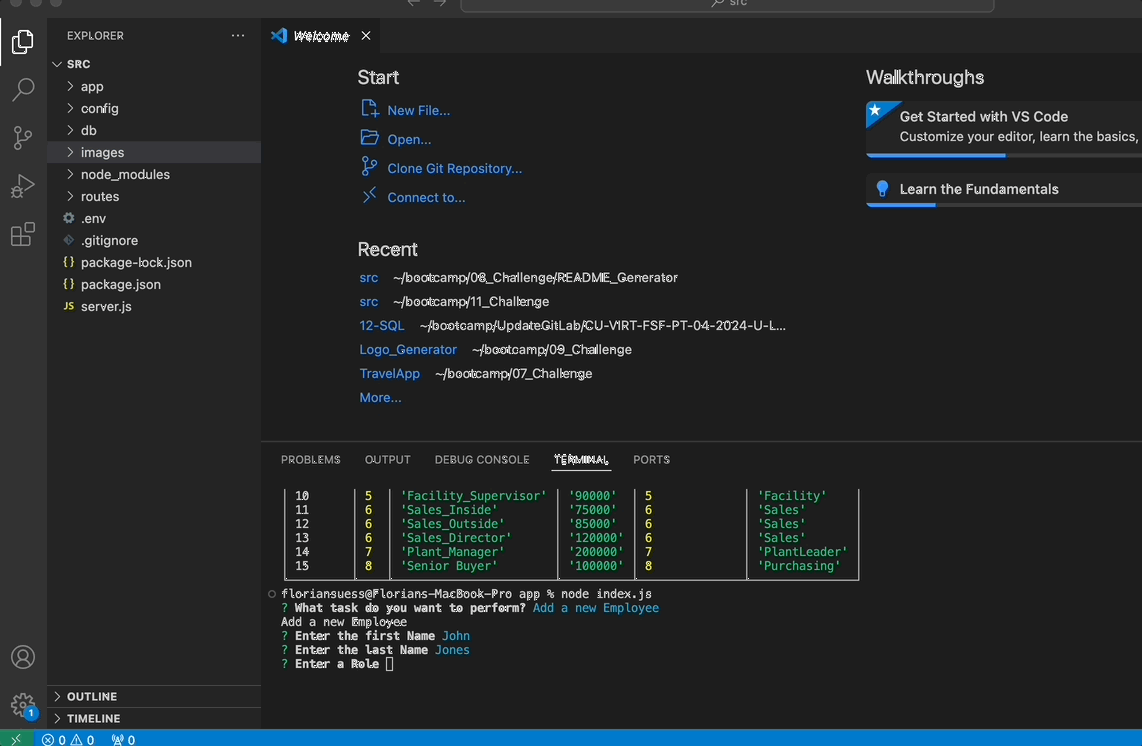 src
EXPLORER
SRC
app
config
db
images
node_modules
routes
.env
.gitignore
{} package-lock.json
{} package.json
JS server.js
OUTLINE
TIMELINE
Welcome
Start
New File...
Open...
Clone Git Repository...
Connect to...
Recent
src ~/bootcamp/08_Challenge/README_Generator
src ~/bootcamp/11_Challenge
12-SQL ~/bootcamp/UpdateGitLab/CU-VIRT-FSF-PT-04-2024-U-L...
Logo_Generator ~/bootcamp/09_Challenge
TravelApp ~/bootcamp/07_Challenge
More...
Walkthroughs
Get Started with VS Code
Customize your editor, learn the basics,
Learn the Fundamentals
PROBLEMS OUTPUT DEBUG CONSOLE TERMINAL PORTS
10 5 'Facility_Supervisor' '90000' 5 'Facility'
11 6 'Sales_Inside' '75000' 6 'Sales'
12 6 'Sales_Outside' '85000' 6 'Sales'
13 6 'Sales_Director' '120000' 6 'Sales'
14 7 'Plant_Manager' '200000' 7 'PlantLeader'
15 8 'Senior Buyer' '100000' 8 'Purchasing'
floriansuess@Florians-MacBook-Pro app % node index.js
? What task do you want to perform? Add a new Employee
Add a new Employee
? Enter the first Name John
? Enter the last Name Jones
? Enter a Role
1
0 0 0